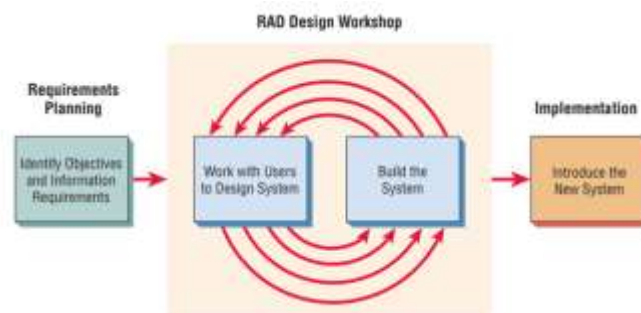 RAD Design Workshop
Requirements
Planning
Identify Objectives
and Information
Requirements
Work with Users
to Design System
Build the
System
Implementation
Introduce the
New System